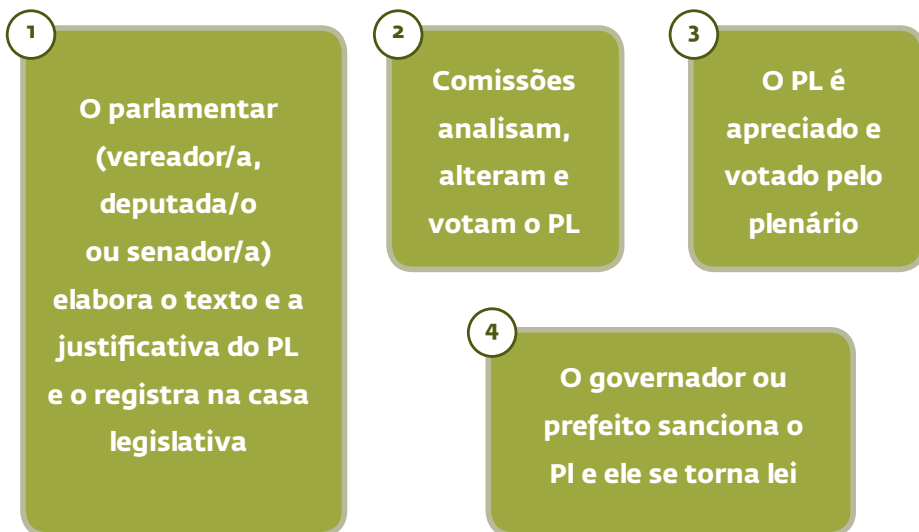 1
O parlamentar
(vereador/a,
deputada/o
ou senador/a)
elabora o texto e a
justificativa do PL
e o registra na casa
legislativa
2
Comissões
analisam,
alteram e
votam o PL
3
O PL é
apreciado e
votado pelo
plenário
4
O governador ou
prefeito sanciona o
Pl e ele se torna lei